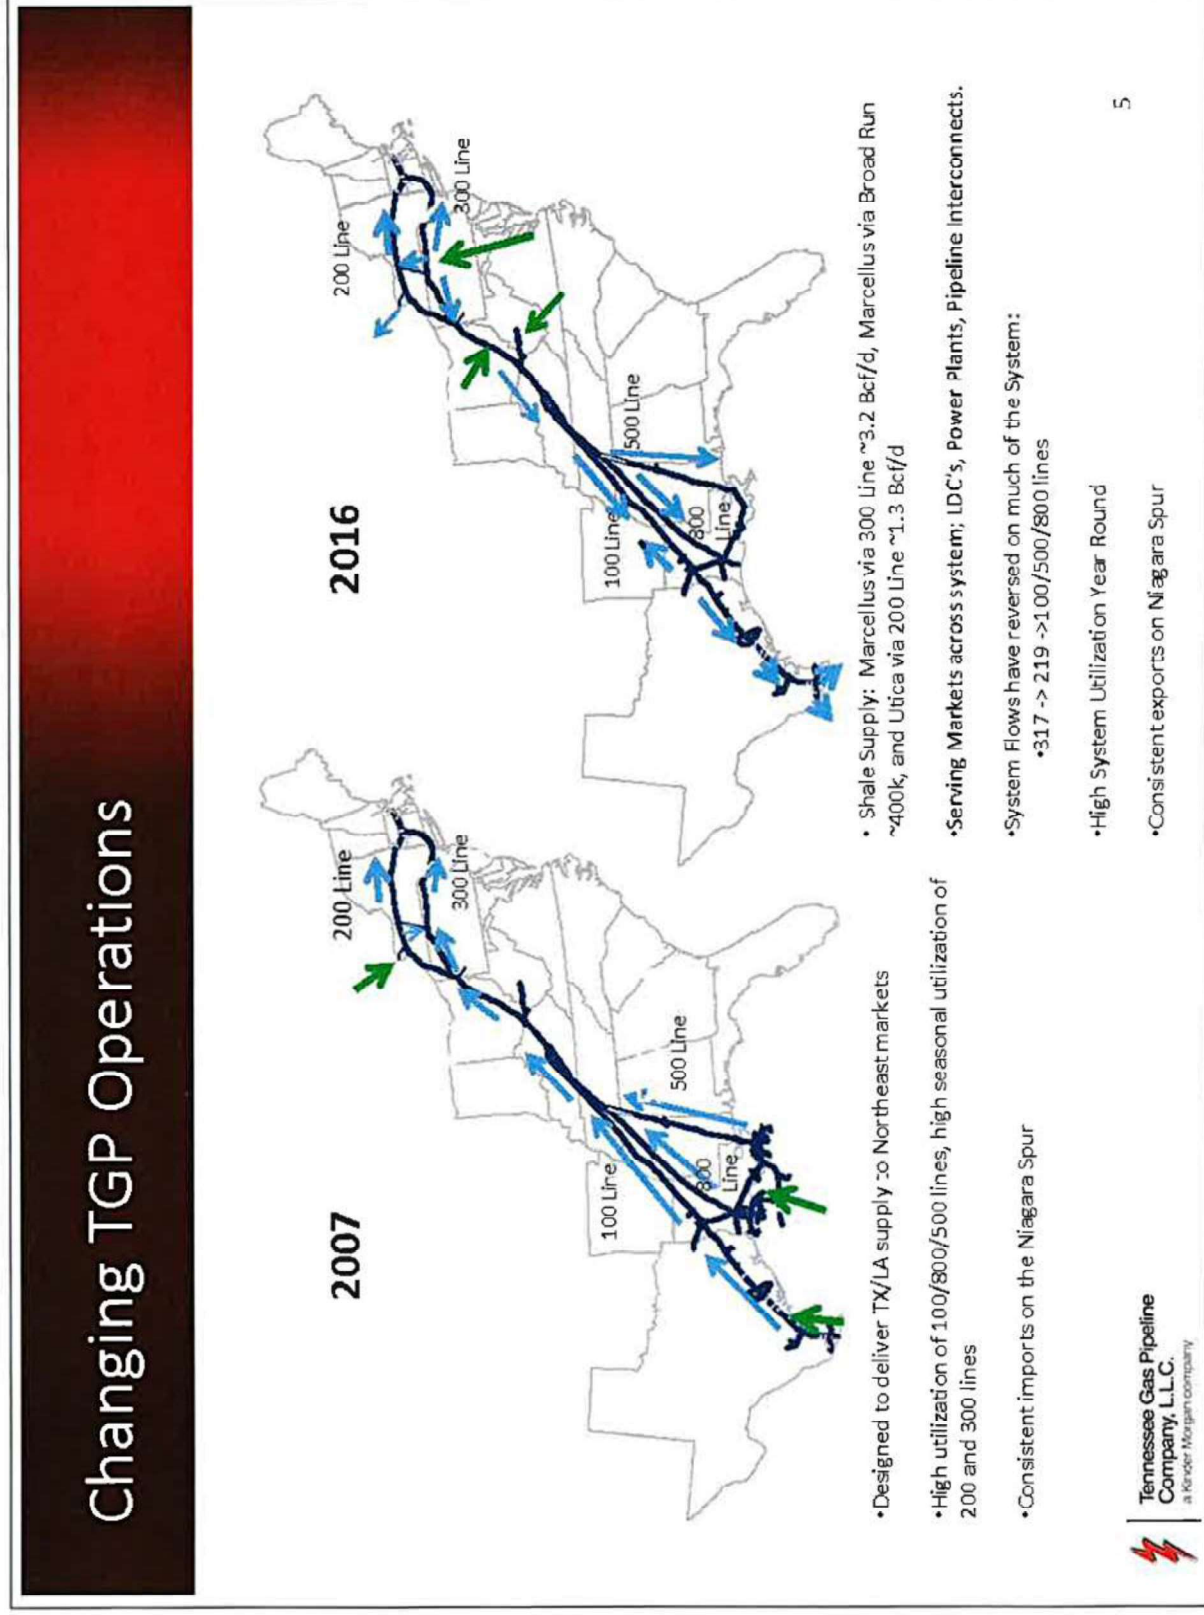 Changing TGP Operations
2007
200 Line
300 Line
100 Line
500 Line
800
Line
•Designed to deliver TX/LA supply to Northeast markets
•High utilization of 100/800/500 lines, high seasonal utilization of
200 and 300 lines
•Consistent imports on the Niagara Spur
2016
200 Line
300 Line
100 Line
500 Line
800
Line
• Shale Supply: Marcellus via 300 Line ~3.2 Bcf/d, Marcellus via Broad Run
~400k, and Utica via 200 Line ~1.3 Bcf/d
•Serving Markets across system; LDC's, Power Plants, Pipeline Interconnects.
•System Flows have reversed on much of the System:
•317 -> 219 ->100/500/800 lines
•High System Utilization Year Round
•Consistent exports on Niagara Spur
Tennessee Gas Pipeline
Company, L.L.C.
a Kinder Morgan company
5